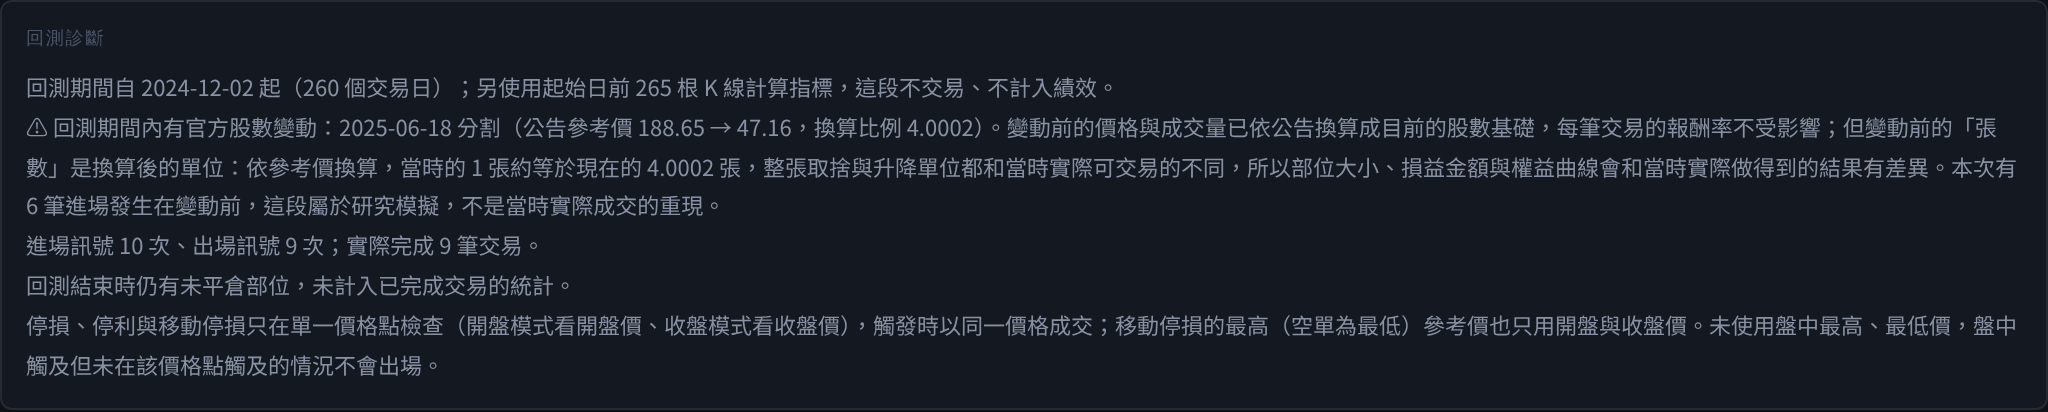 回測診斷
回測期間自 2024-12-02 起（260 個交易日）；另使用起始日前 265 根 K 線計算指標，這段不交易、不計入績效。
⚠ 回測期間內有官方股數變動：2025-06-18 分割（公告參考價 188.65 → 47.16，換算比例 4.0002）。變動前的價格與成交量已依公告換算成目前的股數基礎，每筆交易的報酬率不受影響；但變動前的「張
數」是換算後的單位：依參考價換算，當時的 1 張約等於現在的 4.0002 張，整張取捨與升降單位都和當時實際可交易的不同，所以部位大小、損益金額與權益曲線會和當時實際做得到的結果有差異。本次有
6 筆進場發生在變動前，這段屬於研究模擬，不是當時實際成交的重現。
進場訊號 10 次、出場訊號 9 次；實際完成 9 筆交易。
回測結束時仍有未平倉部位，未計入已完成交易的統計。
停損、停利與移動停損只在單一價格點檢查（開盤模式看開盤價、收盤模式看收盤價），觸發時以同一價格成交；移動停損的最高（空單為最低）參考價也只用開盤與收盤價。未使用盤中最高、最低價，盤中
觸及但未在該價格點觸及的情況不會出場。